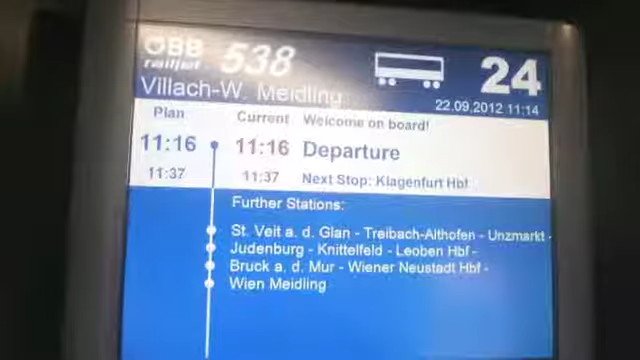 ÖBB 538 24
railjet
Villach-W. Meidling
22.09.2012 11:14
Plan Current Welcome on board!
11:16 11:16 Departure
11:37 11:37 Next Stop: Klagenfurt Hbf
Further Stations:
St. Veit a. d. Glan - Treibach-Althofen - Unzmarkt -
Judenburg - Knittelfeld - Leoben Hbf -
Bruck a. d. Mur - Wiener Neustadt Hbf -
Wien Meidling